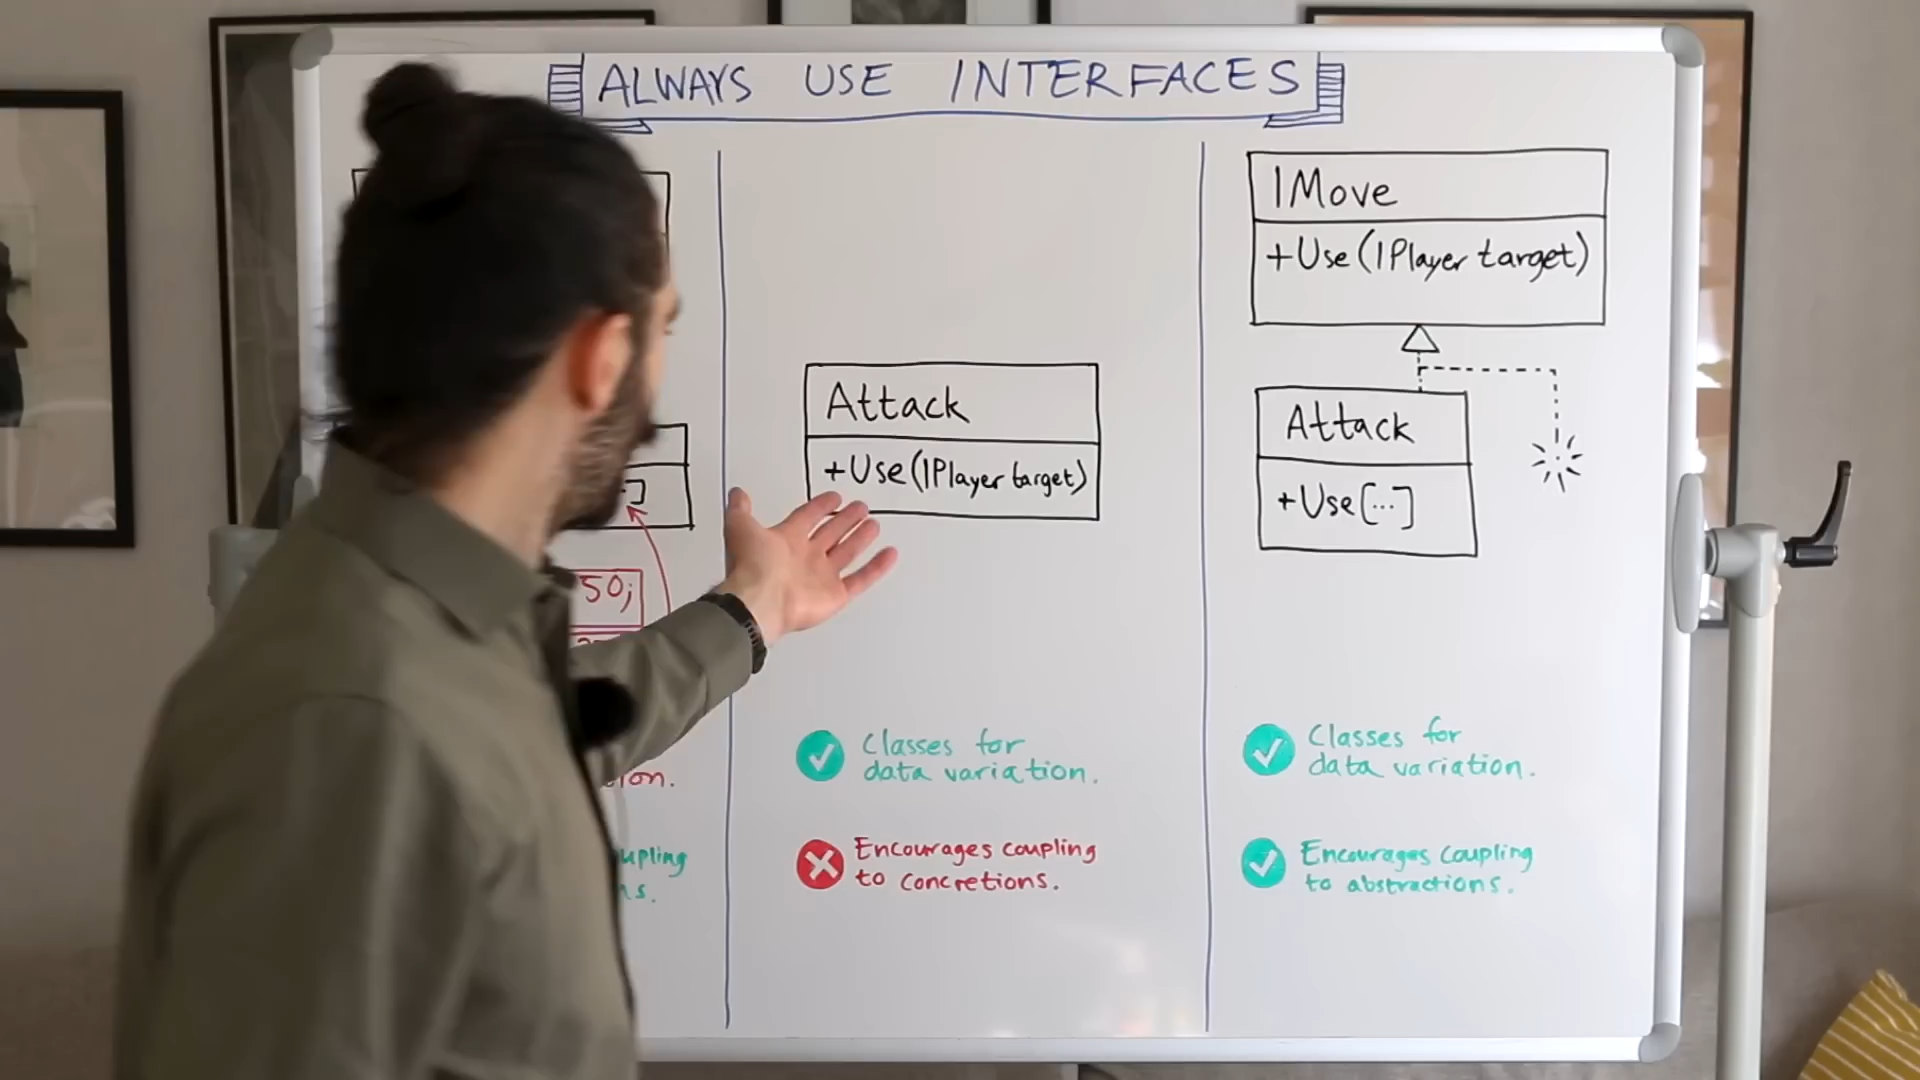 ALWAYS USE INTERFACES
50;
Attack
+Use(IPlayer target)
Classes for
data variation.
Encourages coupling
to concretions.
IMove
+Use(IPlayer target)
Attack
+Use[...]
Classes for
data variation.
Encourages coupling
to abstractions.